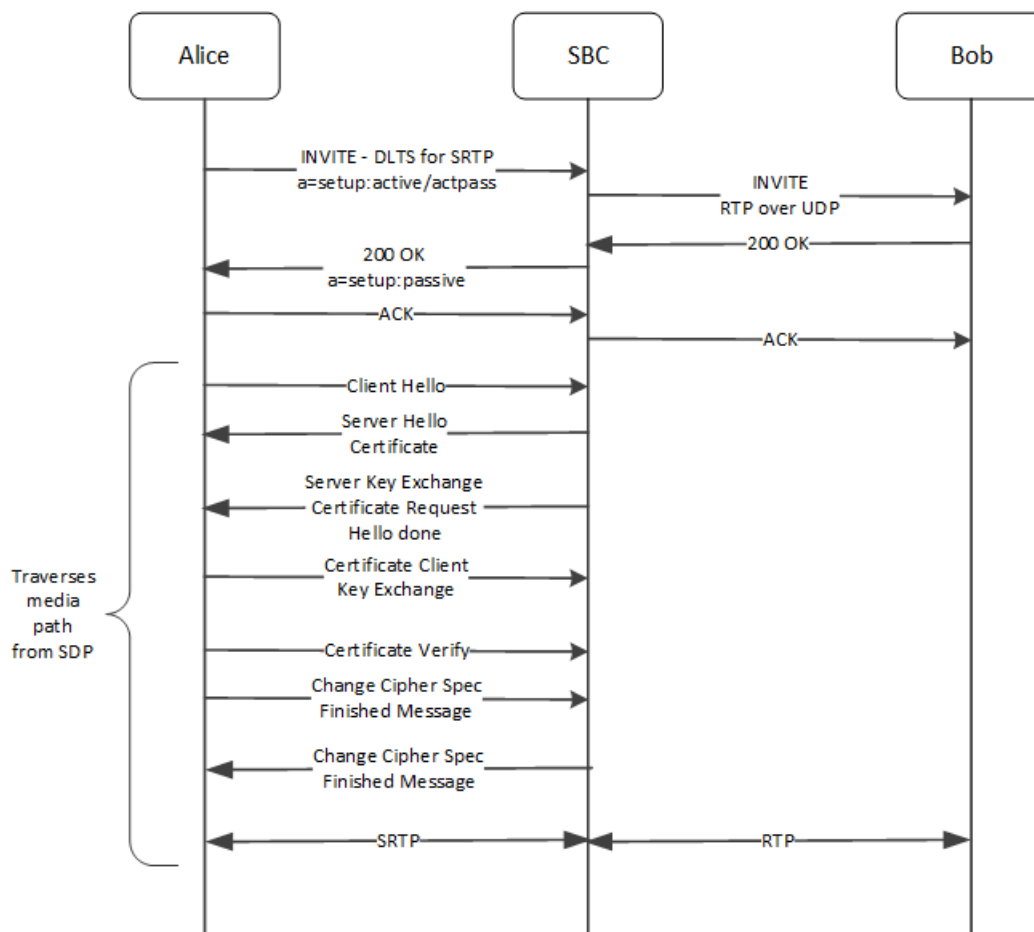 Alice
SBC
Bob
INVITE - DLTS for SRTP
a=setup:active/actpass
INVITE
RTP over UDP
200 OK
200 OK
a=setup:passive
ACK
ACK
Client Hello
Server Hello
Certificate
Server Key Exchange
Certificate Request
Hello done
Certificate Client
Key Exchange
Traverses
media
path
from SDP
Certificate Verify
Change Cipher Spec
Finished Message
Change Cipher Spec
Finished Message
SRTP
RTP